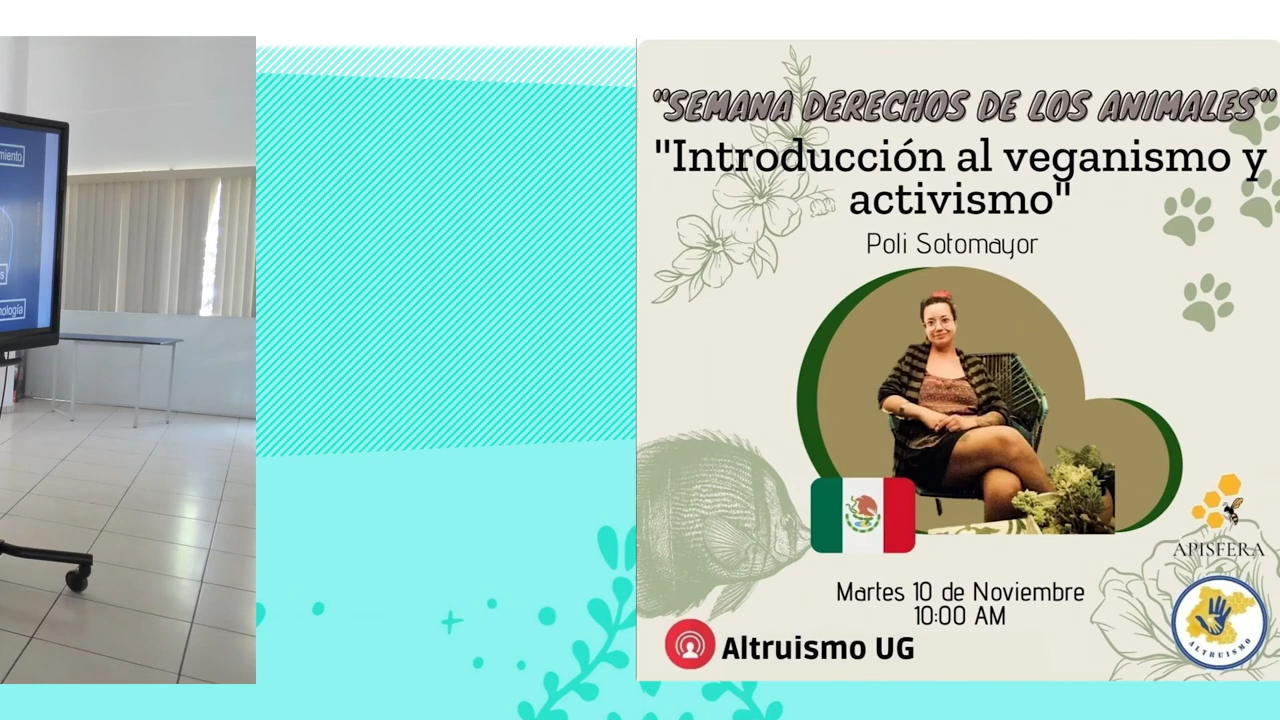 "SEMANA DERECHOS DE LOS ANIMALES"
"Introducción al veganismo y
activismo"
Poli Sotomayor
APISFERA
Martes 10 de Noviembre
10:00 AM
Altruismo UG
ALTRUISMO